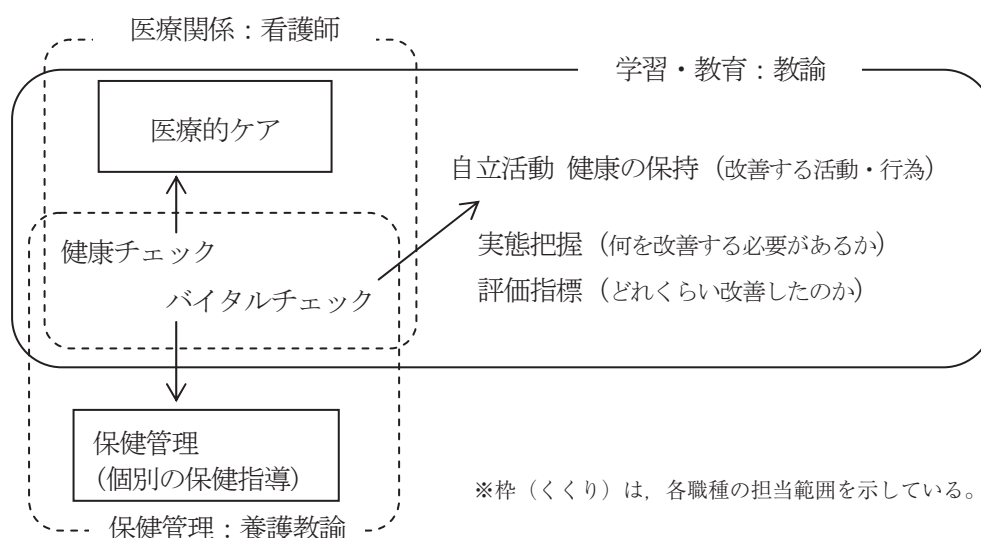 医療関係：看護師
学習・教育：教諭
医療的ケア
自立活動 健康の保持（改善する活動・行為）
健康チェック
実態把握（何を改善する必要があるか）
評価指標（どれくらい改善したのか）
バイタルチェック
保健管理
（個別の保健指導）
※枠（くくり）は，各職種の担当範囲を示している。
保健管理：養護教諭